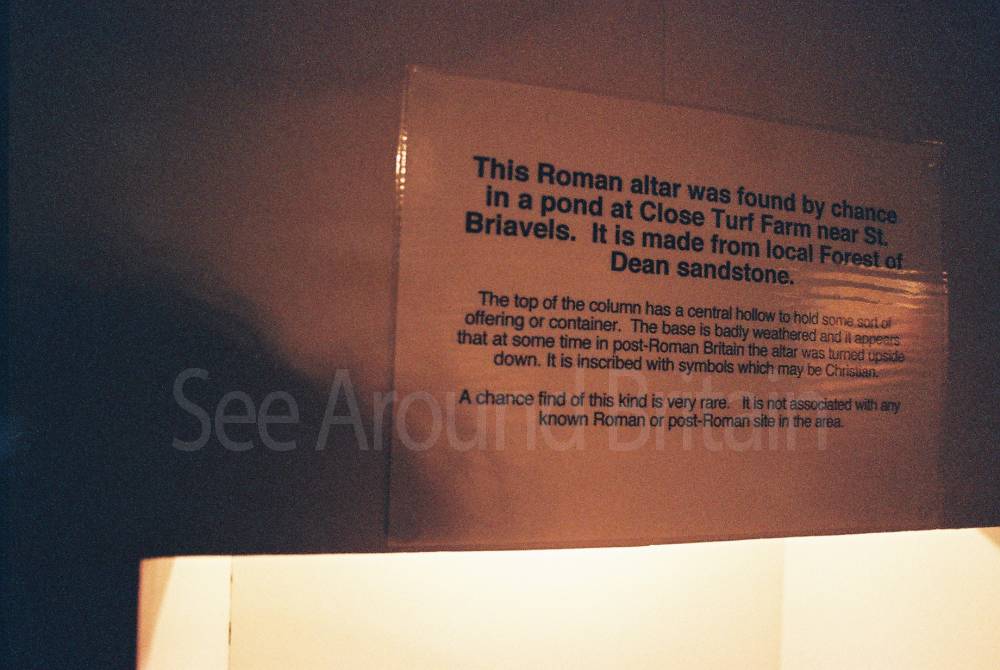 This Roman altar was found by chance
in a pond at Close Turf Farm near St.
Briavels. It is made from local Forest of
Dean sandstone.
The top of the column has a central hollow to hold some sort of
offering or container. The base is badly weathered and it appears
that at some time in post-Roman Britain the altar was turned upside
down. It is inscribed with symbols which may be Christian.
A chance find of this kind is very rare. It is not associated with any
known Roman or post-Roman site in the area.
See Around Britain